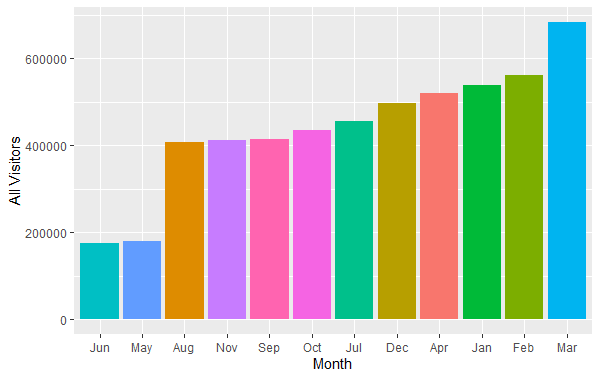 All Visitors
600000
400000
200000
0
Jun May Aug Nov Sep Oct Jul Dec Apr Jan Feb Mar
Month